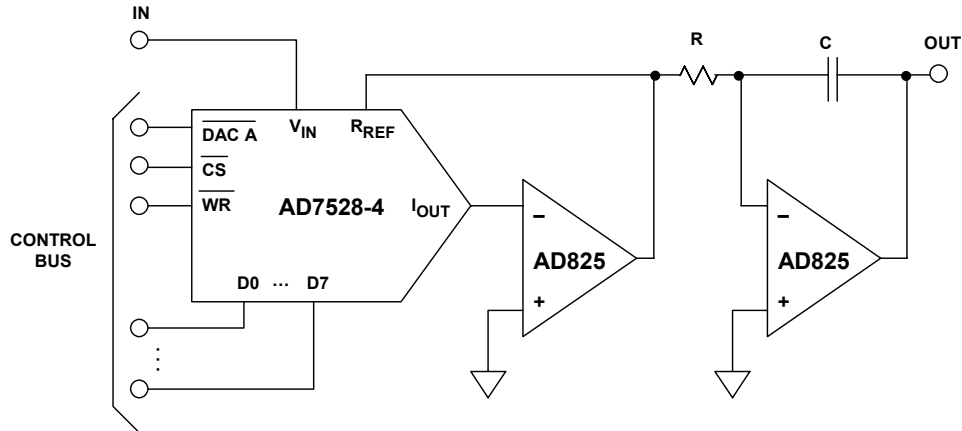 IN
R
C
OUT
DAC A
V_IN
R_REF
CS
WR
AD7528-4
I_OUT
CONTROL
BUS
D0 ... D7
–
AD825
+
–
AD825
+